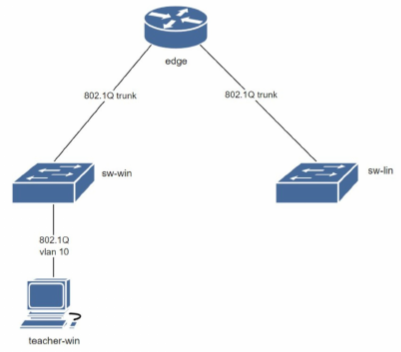 edge
802.1Q trunk
802.1Q trunk
sw-win
sw-lin
802.1Q
vlan 10
teacher-win